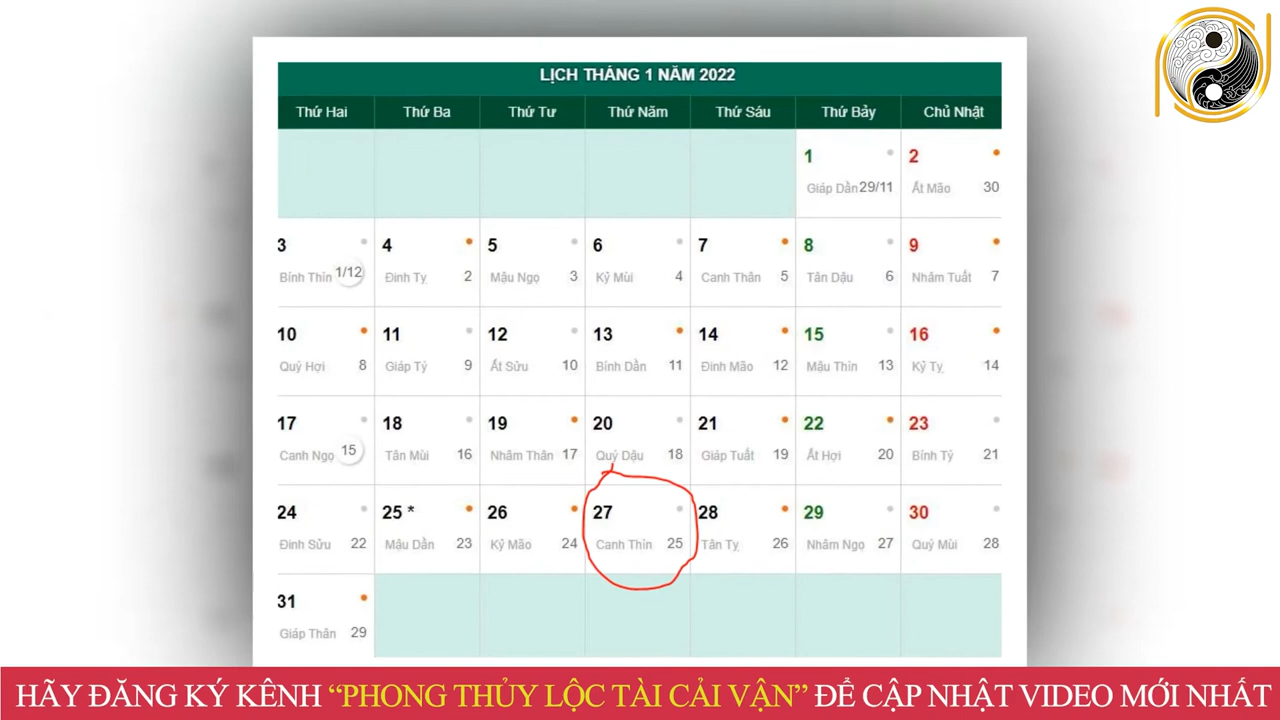 LỊCH THÁNG 1 NĂM 2022
Thứ Hai Thứ Ba Thứ Tư Thứ Năm Thứ Sáu Thứ Bảy Chủ Nhật
1 2
Giáp Dần 29/11 Ất Mão 30
3 4 5 6 7 8 9
Bính Thìn 1/12 Đinh Tỵ 2 Mậu Ngọ 3 Kỷ Mùi 4 Canh Thân 5 Tân Dậu 6 Nhâm Tuất 7
10 11 12 13 14 15 16
Quý Hợi 8 Giáp Tý 9 Ất Sửu 10 Bính Dần 11 Đinh Mão 12 Mậu Thìn 13 Kỷ Tỵ 14
17 18 19 20 21 22 23
Canh Ngọ 15 Tân Mùi 16 Nhâm Thân 17 Quý Dậu 18 Giáp Tuất 19 Ất Hợi 20 Bính Tý 21
24 25 * 26 27 28 29 30
Đinh Sửu 22 Mậu Dần 23 Kỷ Mão 24 Canh Thìn 25 Tân Tỵ 26 Nhâm Ngọ 27 Quý Mùi 28
31
Giáp Thân 29
HÃY ĐĂNG KÝ KÊNH “PHONG THỦY LỘC TÀI CẢI VẬN” ĐỂ CẬP NHẬT VIDEO MỚI NHẤT